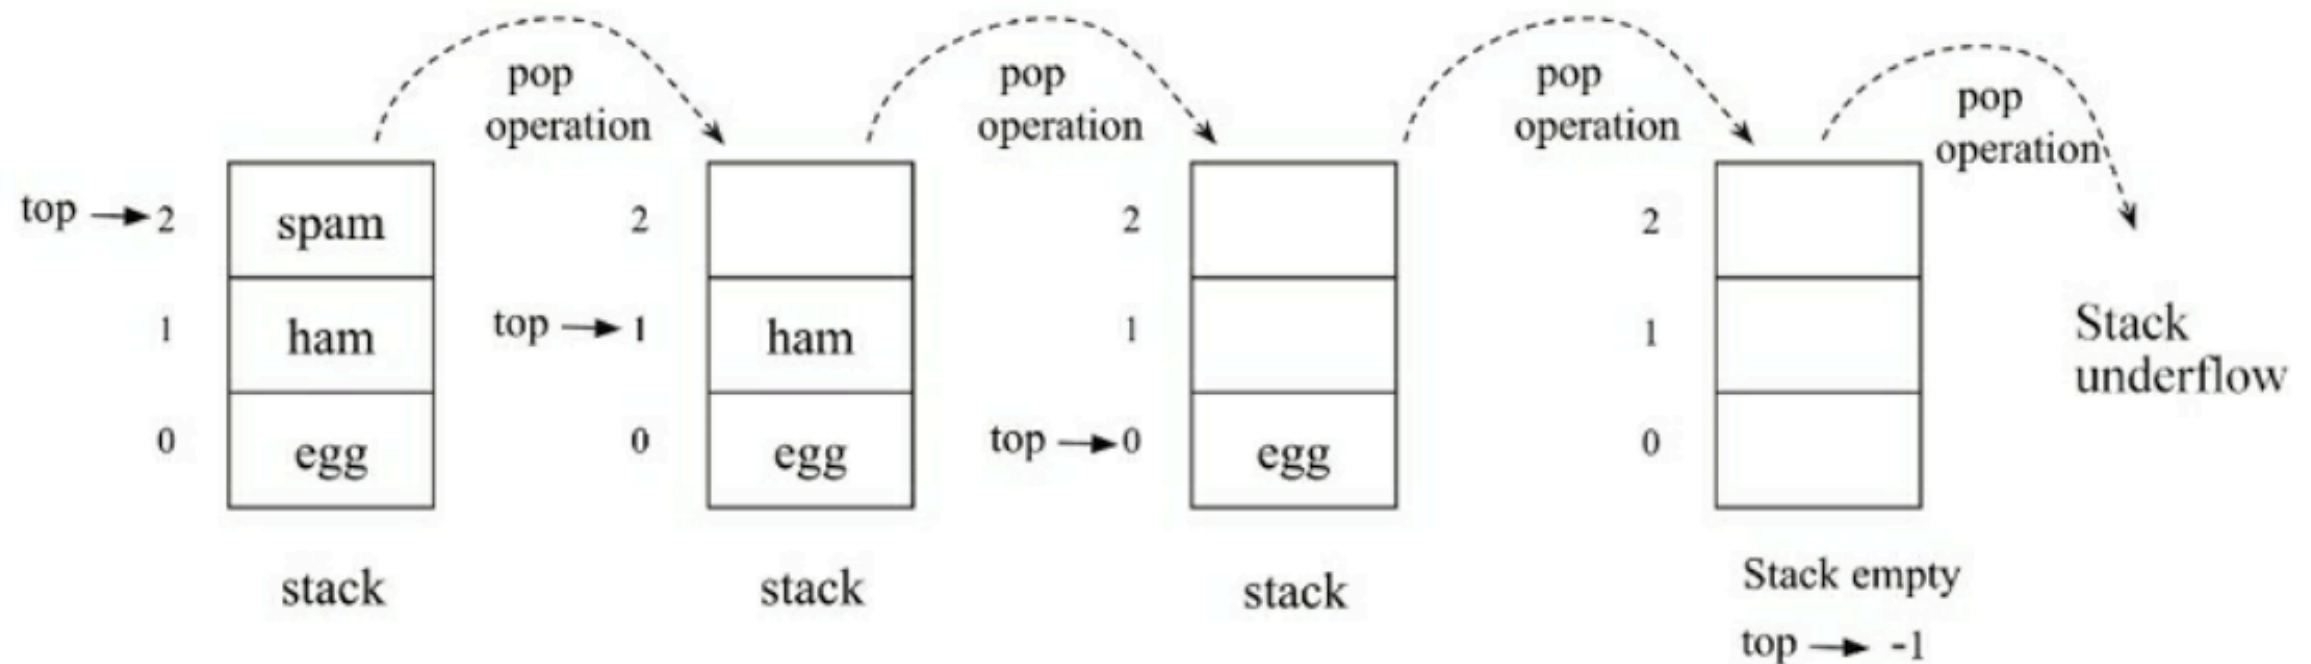 pop
operation
pop
operation
pop
operation
pop
operation
top 2
spam
1
ham
0
egg
stack
2
top 1
ham
0
egg
stack
2
1
top 0
egg
stack
2
1
0
Stack empty
top -1
Stack
underflow